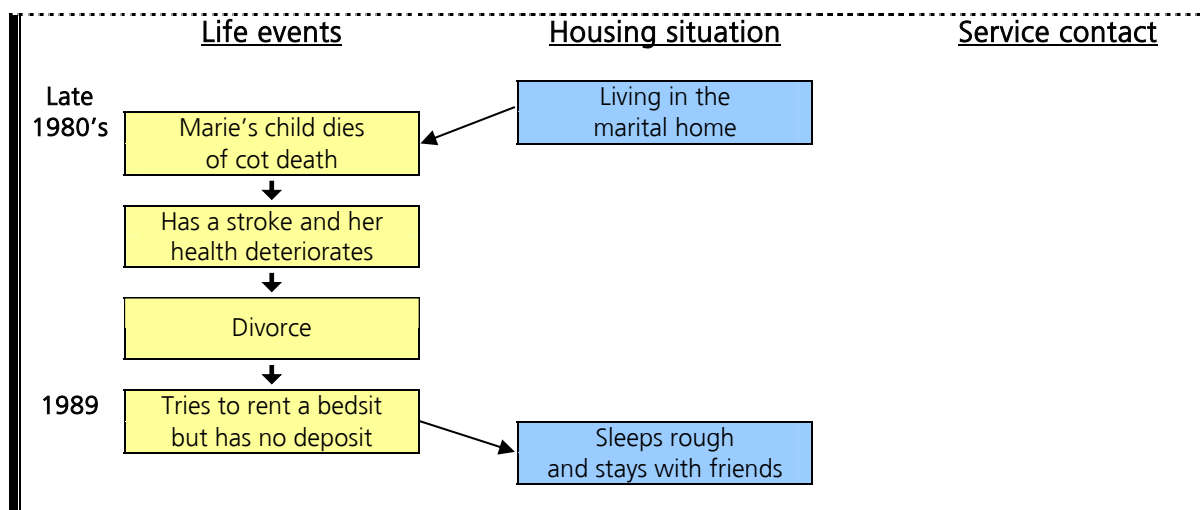 Life events
Housing situation
Service contact
Late
1980's
Living in the
marital home
Marie’s child dies
of cot death
Has a stroke and her
health deteriorates
Divorce
1989
Tries to rent a bedsit
but has no deposit
Sleeps rough
and stays with friends